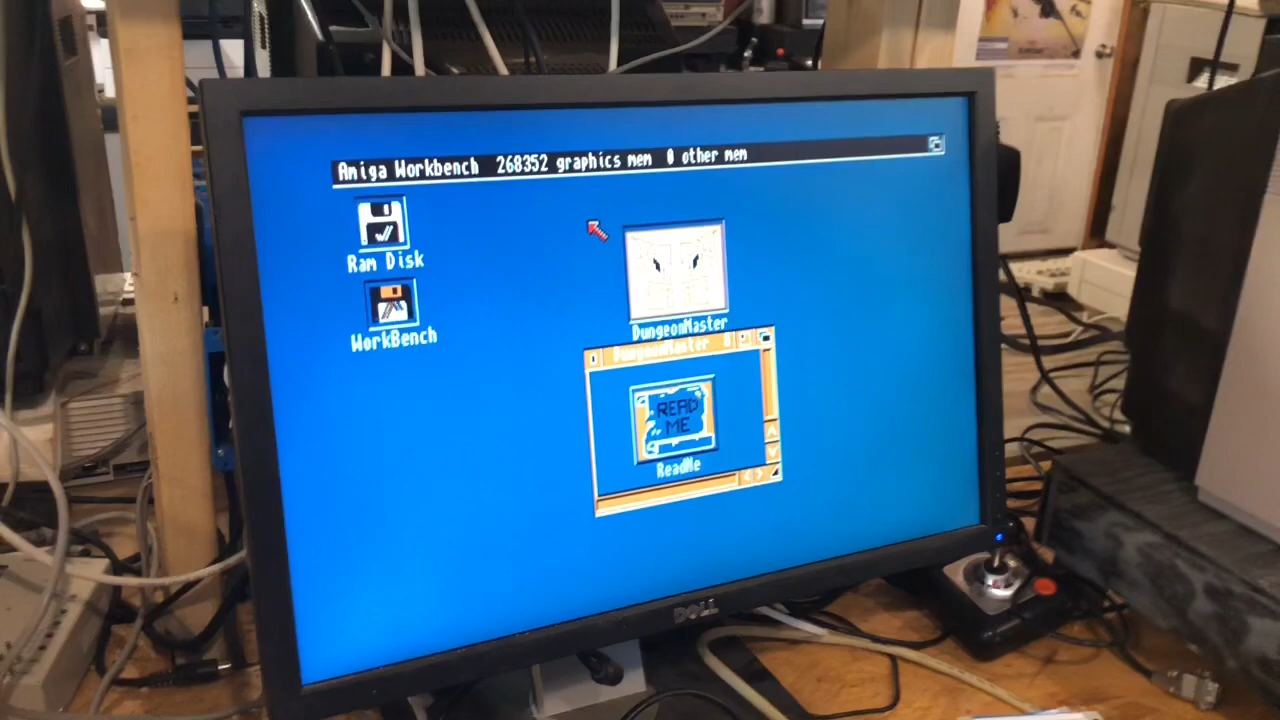 Amiga Workbench 268352 graphics mem 0 other mem
Ram Disk
WorkBench
DungeonMaster
DungeonMaster
READ
ME
ReadMe
DELL